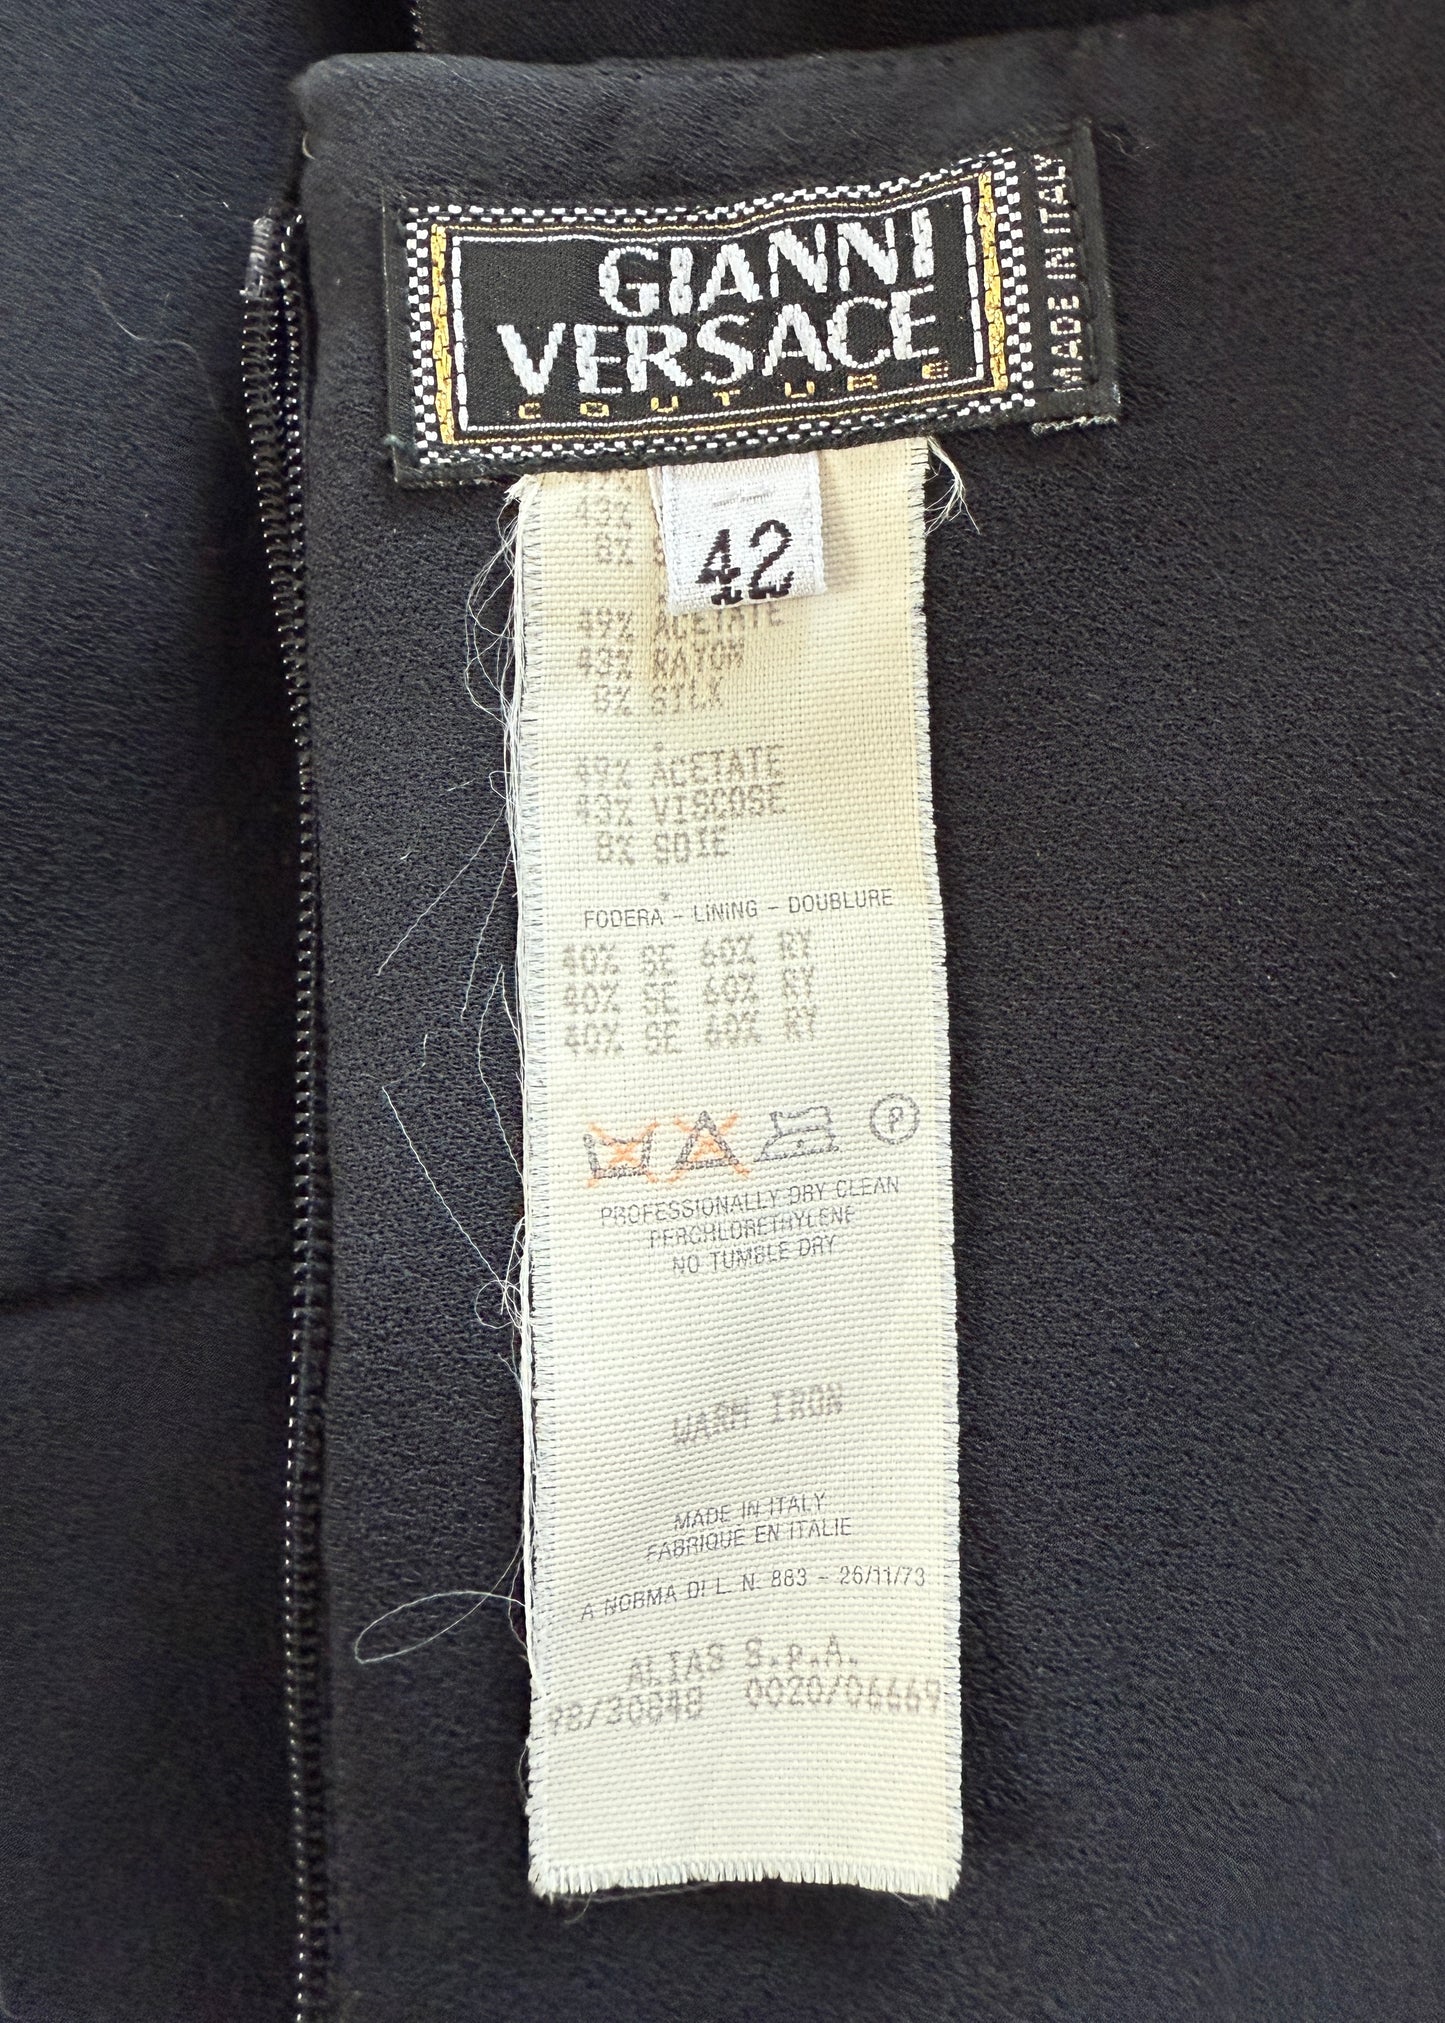 GIANNI
VERSACE
COUTURE
MADE IN ITALY
42
43%
8% S
49% ACETATE
43% RAYON
8% SILK
49% ACETATE
43% VISCOSE
8% SOIE
FODERA - LINING - DOUBLURE
40% SE 60% RY
40% SE 60% RY
40% SE 60% RY
P
PROFESSIONALLY DRY CLEAN
PERCHLORETHYLENE
NO TUMBLE DRY
WARM IRON
MADE IN ITALY
FABRIQUE EN ITALIE
A NORMA DI L. N. 883 - 26/11/73
ALIAS S.p.A.
98/30848 0020/06669